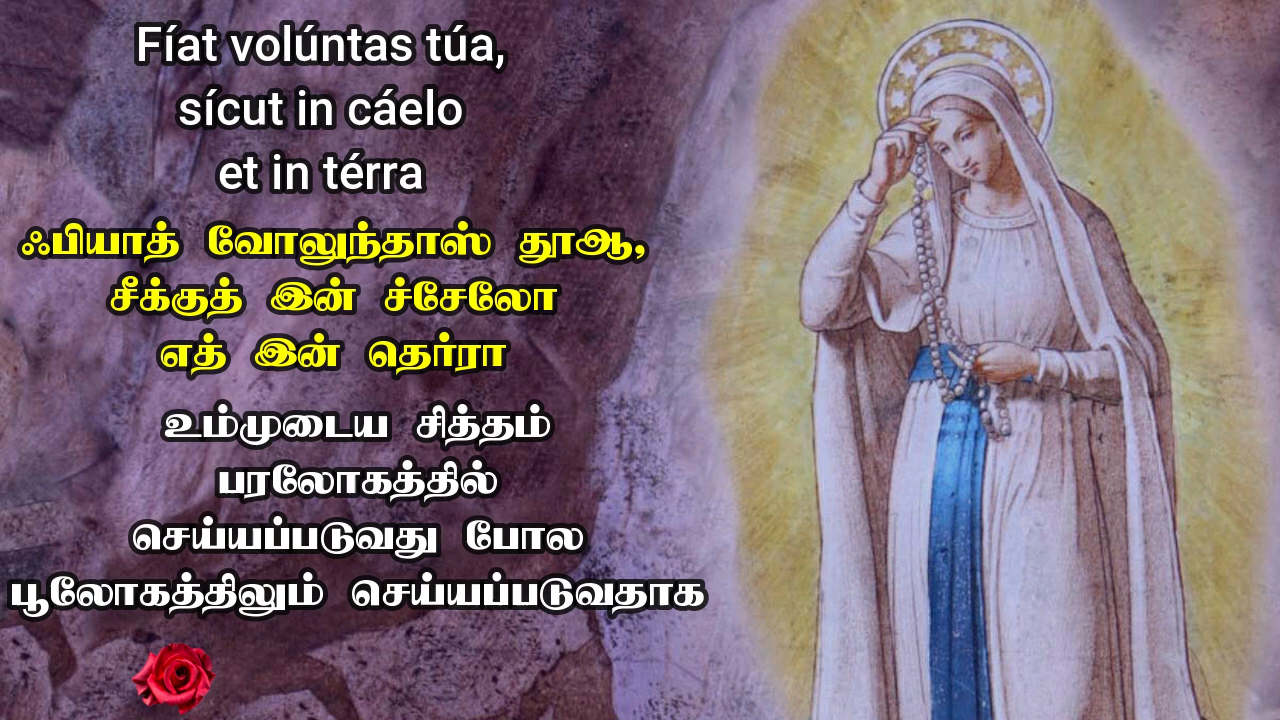 Fíat volúntas túa,
sícut in cáelo
et in térra
ஃபியாத் வோலுந்தாஸ் தூஆ,
சீக்குத் இன் ச்சேலோ
எத் இன் தெர்ரா
உம்முடைய சித்தம்
பரலோகத்தில்
செய்யப்படுவது போல
பூலோகத்திலும் செய்யப்படுவதாக